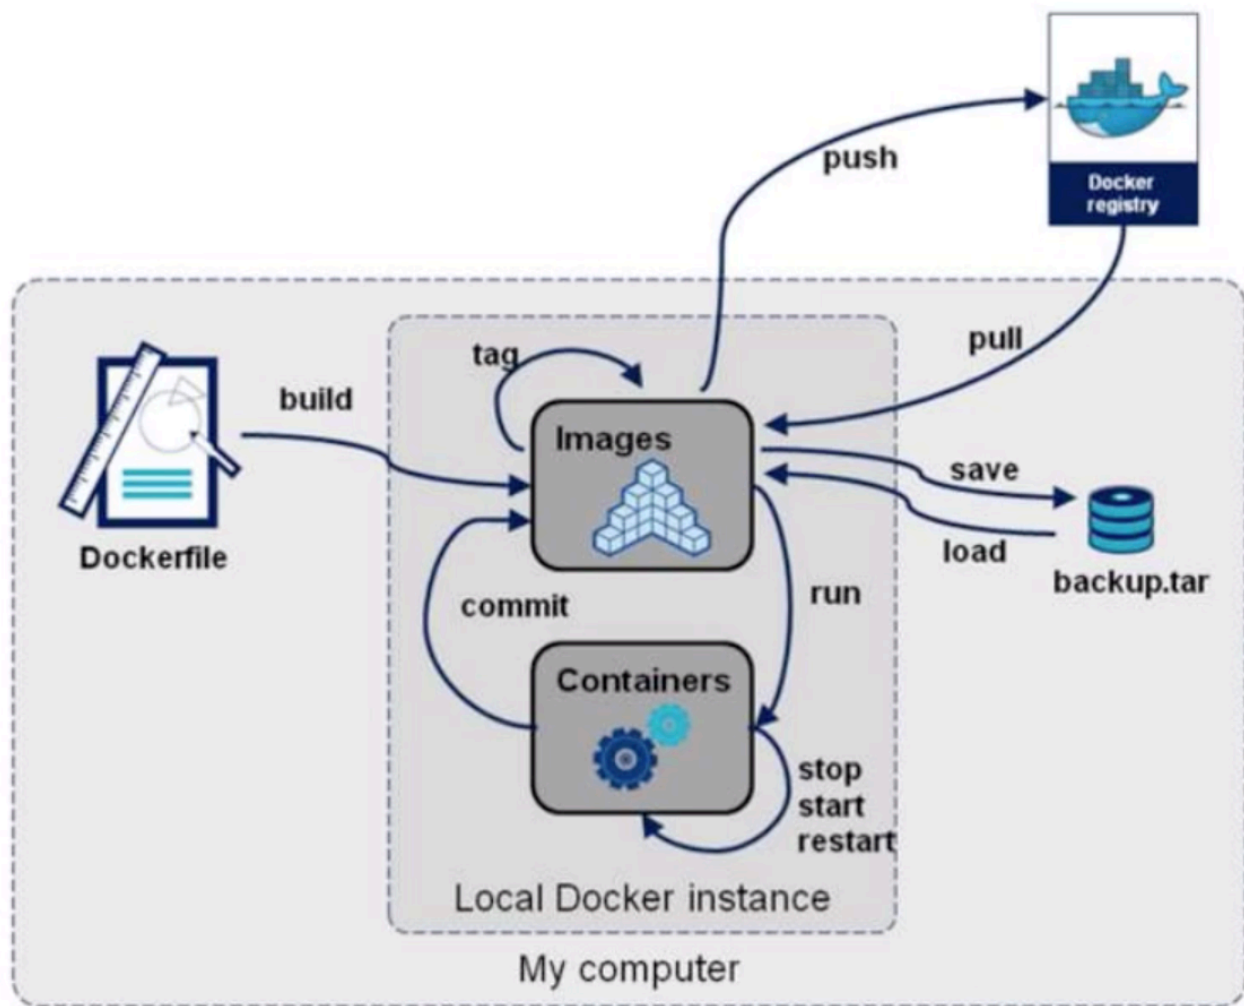 push
Docker
registry
pull
tag
build
Images
save
load
Dockerfile
backup.tar
commit
run
Containers
stop
start
restart
Local Docker instance
My computer